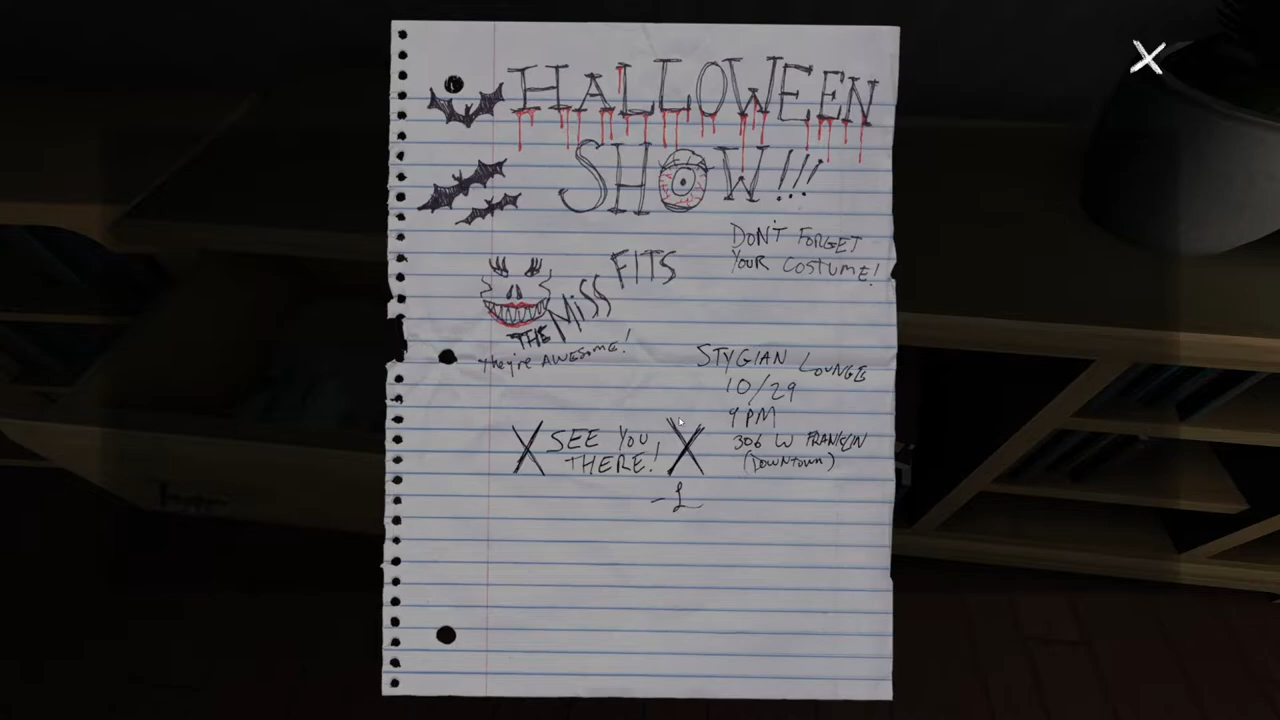 HALLOWEEN
SHOW!!!
DON'T FORGET
YOUR COSTUME!
THE MISS FITS
They're AWESOME!
STYGIAN LOUNGE
10/29
9PM
306 W FRANKLIN
(DOWNTOWN)
X SEE YOU X
THERE!
-L